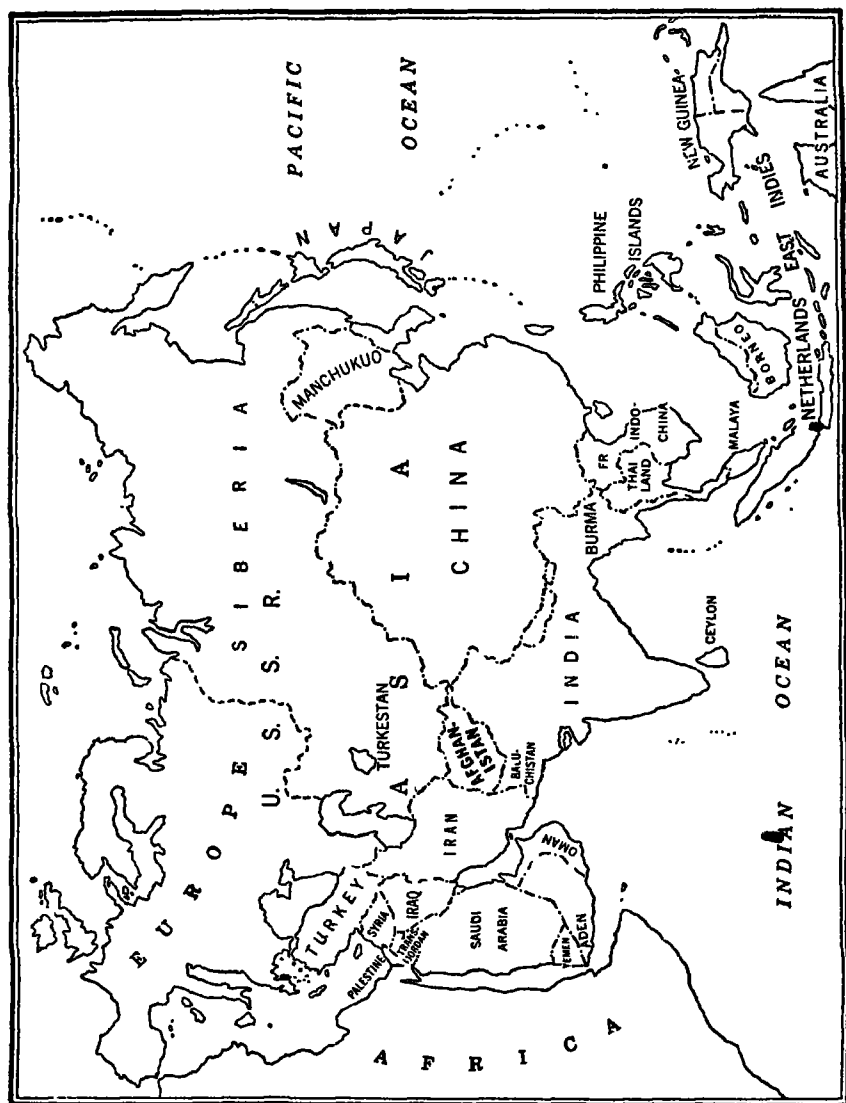 PACIFIC
OCEAN
SIBERIA
EUROPE
U. S. S. R.
ASIA
TURKESTAN
MANCHUKUO
JAPAN
CHINA
TURKEY
SYRIA
PALESTINE
TRANS
JORDAN
IRAQ
IRAN
AFGHAN-
ISTAN
BALU-
CHISTAN
SAUDI
ARABIA
YEMEN
ADEN
OMAN
AFRICA
INDIA
CEYLON
BURMA
THAI
LAND
FR
INDO-
CHINA
MALAYA
PHILIPPINE
ISLANDS
BORNEO
NETHERLANDS EAST INDIES
NEW GUINEA
AUSTRALIA
INDIAN OCEAN